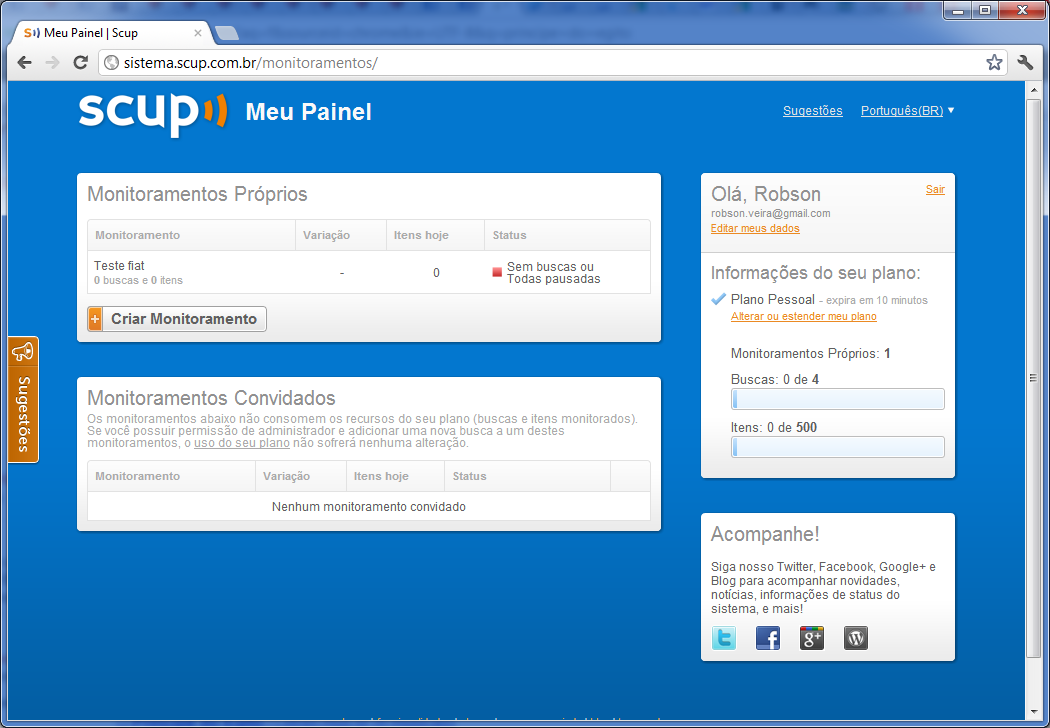 Meu Painel | Scup
sistema.scup.com.br/monitoramentos/
scup Meu Painel
Sugestões Português(BR)
Monitoramentos Próprios
Monitoramento Variação Itens hoje Status
Teste fiat
0 buscas e 0 itens
- 0 Sem buscas ou
Todas pausadas
+ Criar Monitoramento
Sugestões
Monitoramentos Convidados
Os monitoramentos abaixo não consomem os recursos do seu plano (buscas e itens monitorados).
Se você possuir permissão de administrador e adicionar uma nova busca a um destes
monitoramentos, o uso do seu plano não sofrerá nenhuma alteração.
Monitoramento Variação Itens hoje Status
Nenhum monitoramento convidado
Olá, Robson Sair
robson.veira@gmail.com
Editar meus dados
Informações do seu plano:
Plano Pessoal - expira em 10 minutos
Alterar ou estender meu plano
Monitoramentos Próprios: 1
Buscas: 0 de 4
Itens: 0 de 500
Acompanhe!
Siga nosso Twitter, Facebook, Google+ e
Blog para acompanhar novidades,
notícias, informações de status do
sistema, e mais!